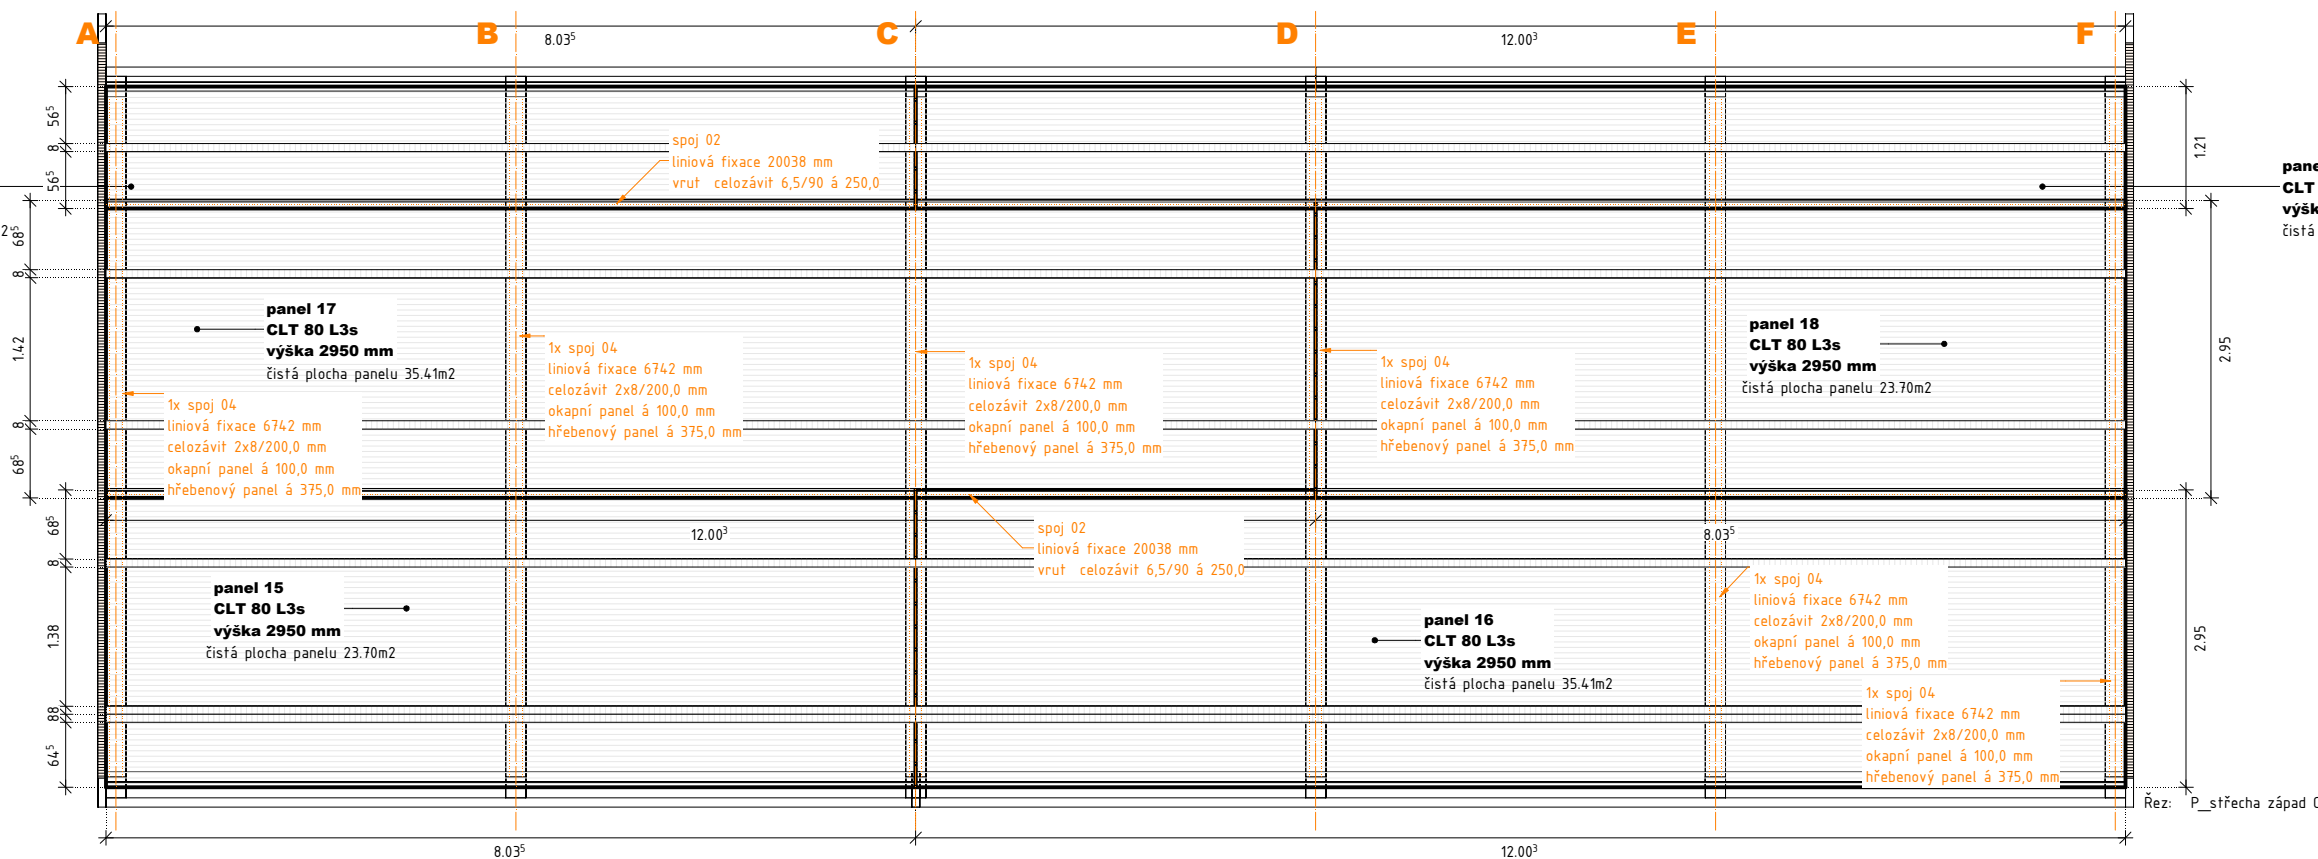 A
B
C
D
E
F
8.03⁵
12.00³
56⁵
8
56⁵
2⁵
68⁵
8
1.42
8
68⁵
68⁵
8
1.38
88
64⁵
1.21
2.95
2.95
spoj 02
liniová fixace 20038 mm
vrut celozávit 6,5/90 á 250,0
CLT
čistá
panel 17
CLT 80 L3s
výška 2950 mm
čistá plocha panelu 35.41m2
panel 18
CLT 80 L3s
výška 2950 mm
čistá plocha panelu 23.70m2
1x spoj 04
liniová fixace 6742 mm
celozávit 2x8/200,0 mm
okapní panel á 100,0 mm
hřebenový panel á 375,0 mm
1x spoj 04
liniová fixace 6742 mm
celozávit 2x8/200,0 mm
okapní panel á 100,0 mm
hřebenový panel á 375,0 mm
1x spoj 04
liniová fixace 6742 mm
celozávit 2x8/200,0 mm
okapní panel á 100,0 mm
hřebenový panel á 375,0 mm
1x spoj 04
liniová fixace 6742 mm
celozávit 2x8/200,0 mm
okapní panel á 100,0 mm
hřebenový panel á 375,0 mm
12.00³
8.03⁵
spoj 02
liniová fixace 20038 mm
vrut celozávit 6,5/90 á 250,0
panel 15
CLT 80 L3s
výška 2950 mm
čistá plocha panelu 23.70m2
panel 16
CLT 80 L3s
výška 2950 mm
čistá plocha panelu 35.41m2
1x spoj 04
liniová fixace 6742 mm
celozávit 2x8/200,0 mm
okapní panel á 100,0 mm
hřebenový panel á 375,0 mm
1x spoj 04
liniová fixace 6742 mm
celozávit 2x8/200,0 mm
okapní panel á 100,0 mm
hřebenový panel á 375,0 mm
Řez: P_střecha západ
8.03⁵
12.00³